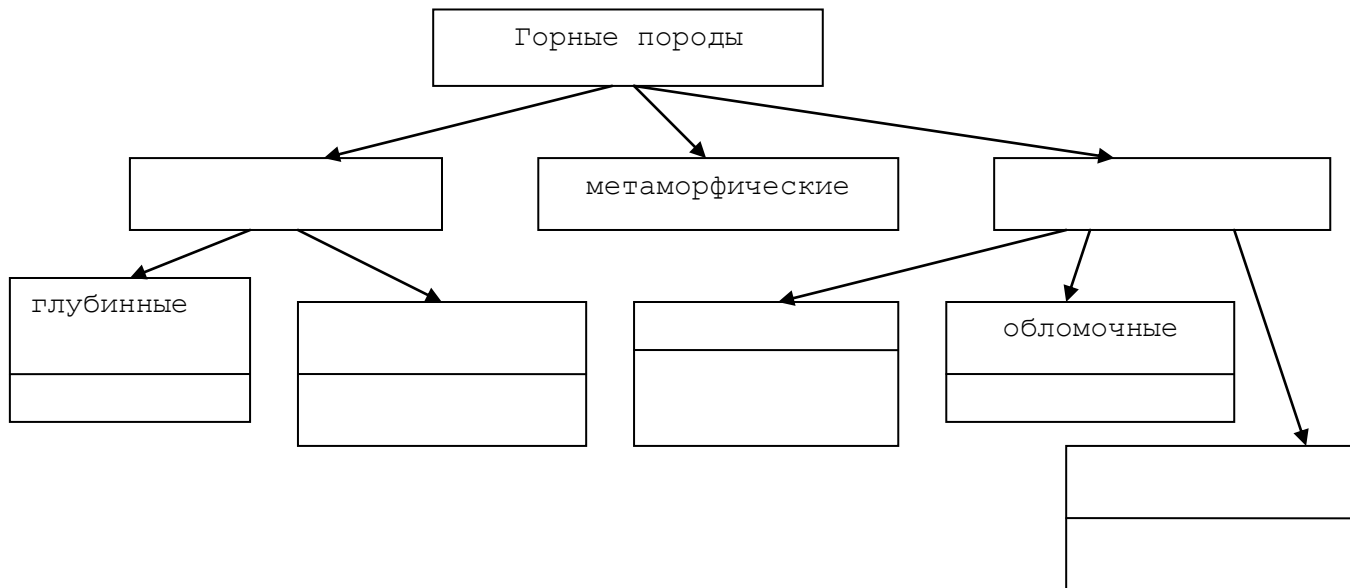 Горные породы
метаморфические
глубинные
обломочные